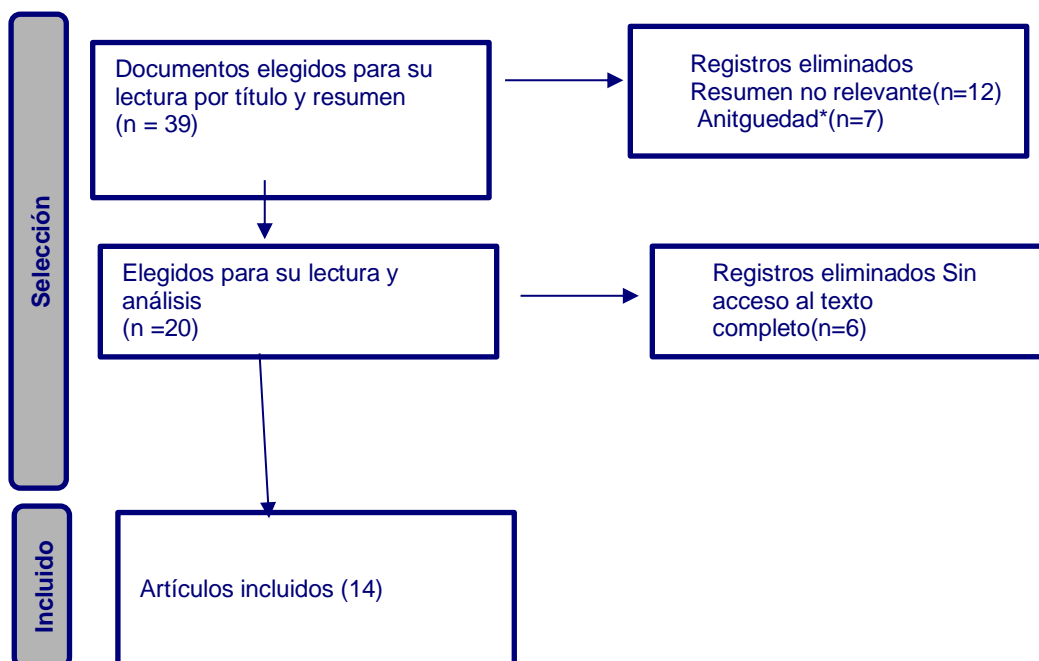 Selección
Documentos elegidos para su
lectura por título y resumen
(n = 39)
Registros eliminados
Resumen no relevante(n=12)
Anitguedad*(n=7)
Elegidos para su lectura y
análisis
(n =20)
Registros eliminados Sin
acceso al texto
completo(n=6)
Incluido
Artículos incluidos (14)